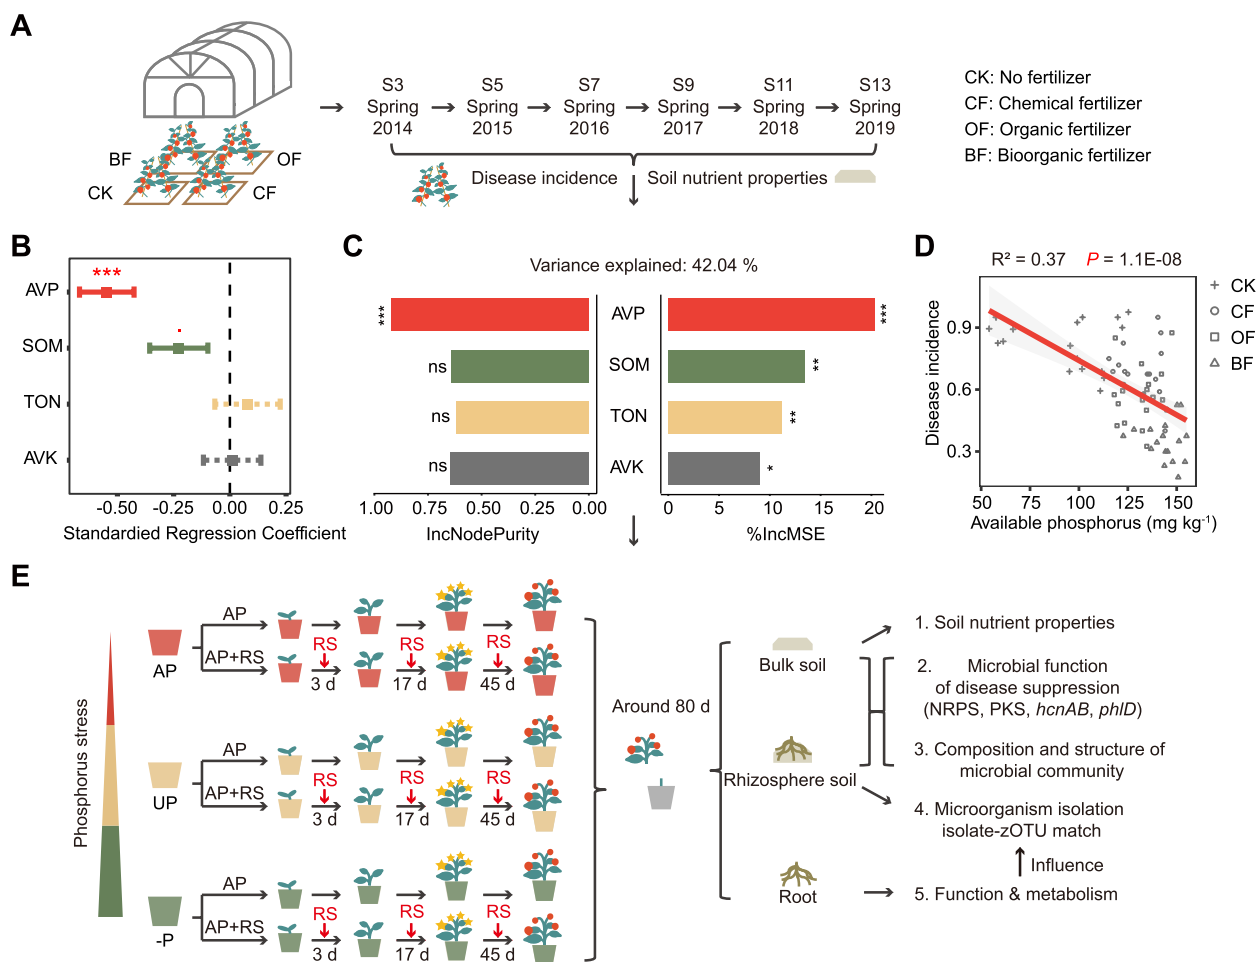 A
BF
OF
CK
CF
S3
Spring
2014
S5
Spring
2015
S7
Spring
2016
S9
Spring
2017
S11
Spring
2018
S13
Spring
2019
Disease incidence
Soil nutrient properties
CK: No fertilizer
CF: Chemical fertilizer
OF: Organic fertilizer
BF: Bioorganic fertilizer
B
***
.
AVP
SOM
TON
AVK
-0.50
-0.25
0.00
0.25
Standardied Regression Coefficient
C
Variance explained: 42.04 %
***
AVP
***
ns
SOM
**
ns
TON
**
ns
AVK
*
1.00
0.75
0.50
0.25
0.00
IncNodePurity
0
5
10
15
20
%IncMSE
D
R² = 0.37
P = 1.1E-08
Disease incidence
0.9
0.6
0.3
50
75
100
125
150
Available phosphorus (mg kg⁻¹)
CK
CF
OF
BF
E
Phosphorus stress
AP
AP
AP+RS
RS
3 d
RS
17 d
RS
45 d
UP
AP
AP+RS
RS
3 d
RS
17 d
RS
45 d
-P
AP
AP+RS
RS
3 d
RS
17 d
RS
45 d
Around 80 d
Bulk soil
Rhizosphere soil
Root
1. Soil nutrient properties
2. Microbial function
of disease suppression
(NRPS, PKS, hcnAB, phlD)
3. Composition and structure of
microbial community
4. Microorganism isolation
isolate-zOTU match
Influence
5. Function & metabolism